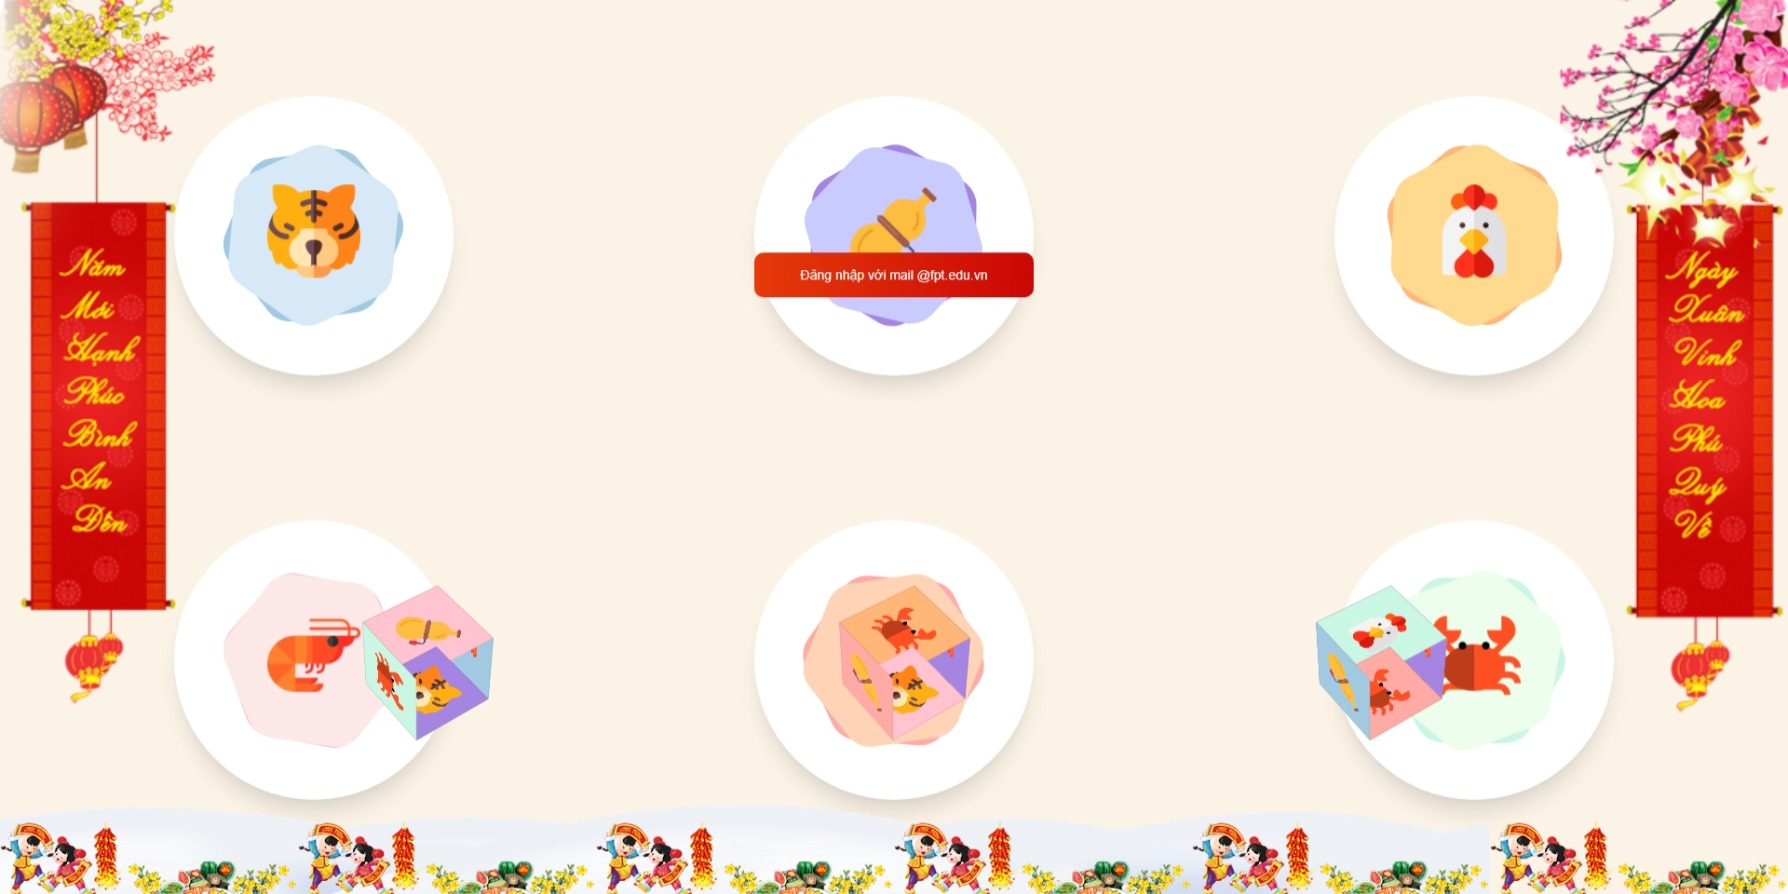 Năm
Mới
Hạnh
Phúc
Bình
An
Đến
Đăng nhập với mail @fpt.edu.vn
Ngày
Xuân
Vinh
Hoa
Phú
Quý
Về